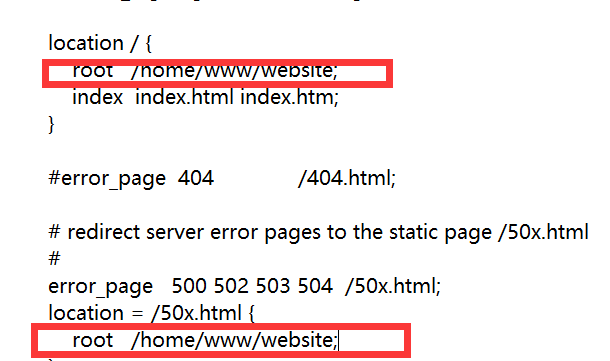 location / {
root /home/www/website;
index index.html index.htm;
}
#error_page 404 /404.html;
# redirect server error pages to the static page /50x.html
#
error_page 500 502 503 504 /50x.html;
location = /50x.html {
root /home/www/website;